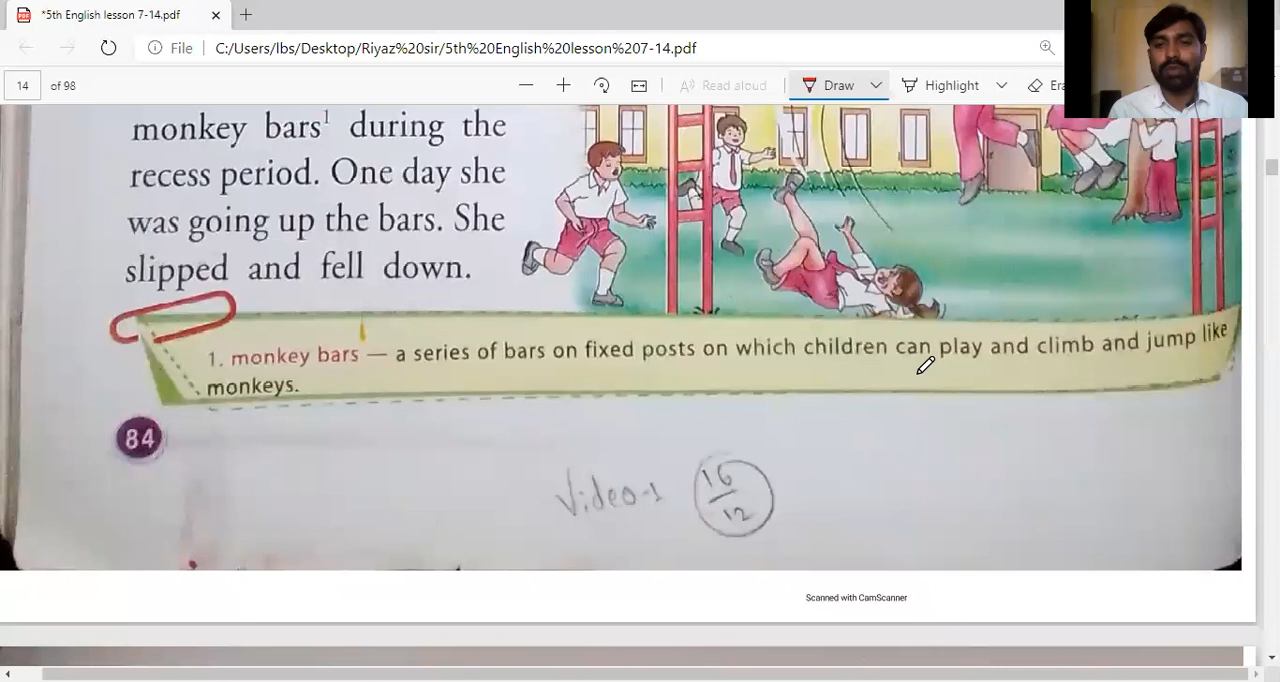 *5th English lesson 7-14.pdf
File C:/Users/lbs/Desktop/Riyaz%20sir/5th%20English%20lesson%207-14.pdf
14 of 98 Read aloud Draw Highlight Era
monkey bars¹ during the
recess period. One day she
was going up the bars. She
slipped and fell down.
1. monkey bars — a series of bars on fixed posts on which children can play and climb and jump like
monkeys.
84
Video-1 16/12
Scanned with CamScanner